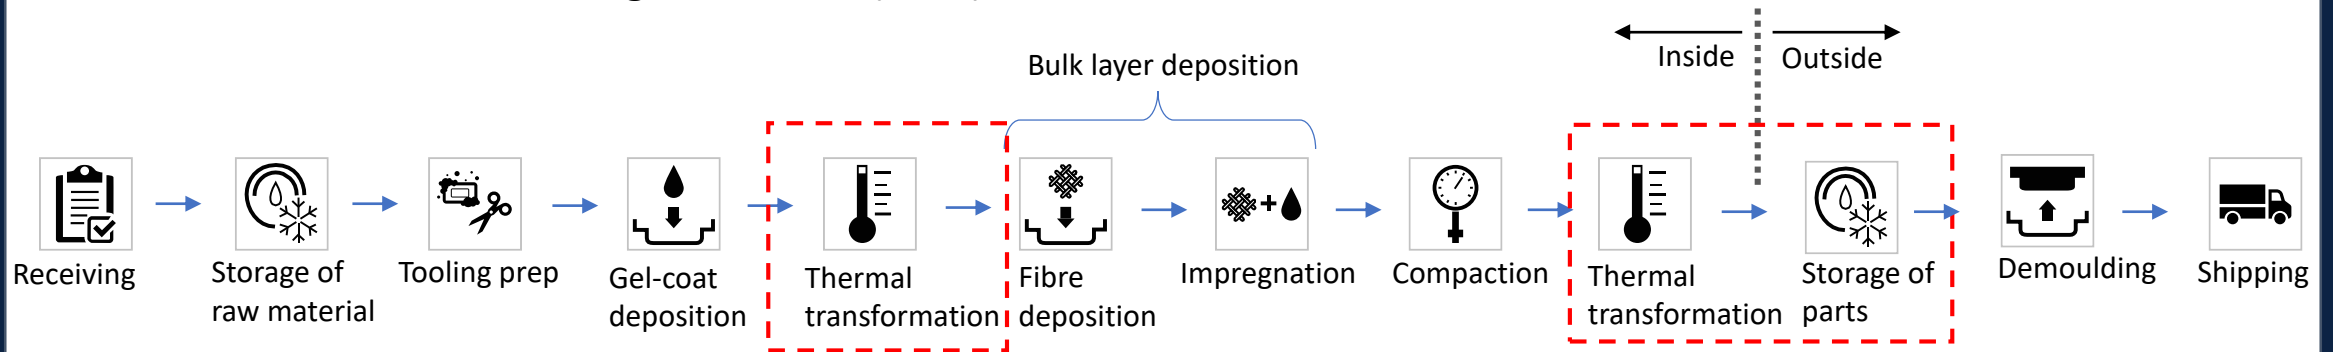 Inside
Outside
Bulk layer deposition
Receiving
Storage of
raw material
Tooling prep
Gel-coat
deposition
Thermal
transformation
Fibre
deposition
Impregnation
Compaction
Thermal
transformation
Storage of
parts
Demoulding
Shipping